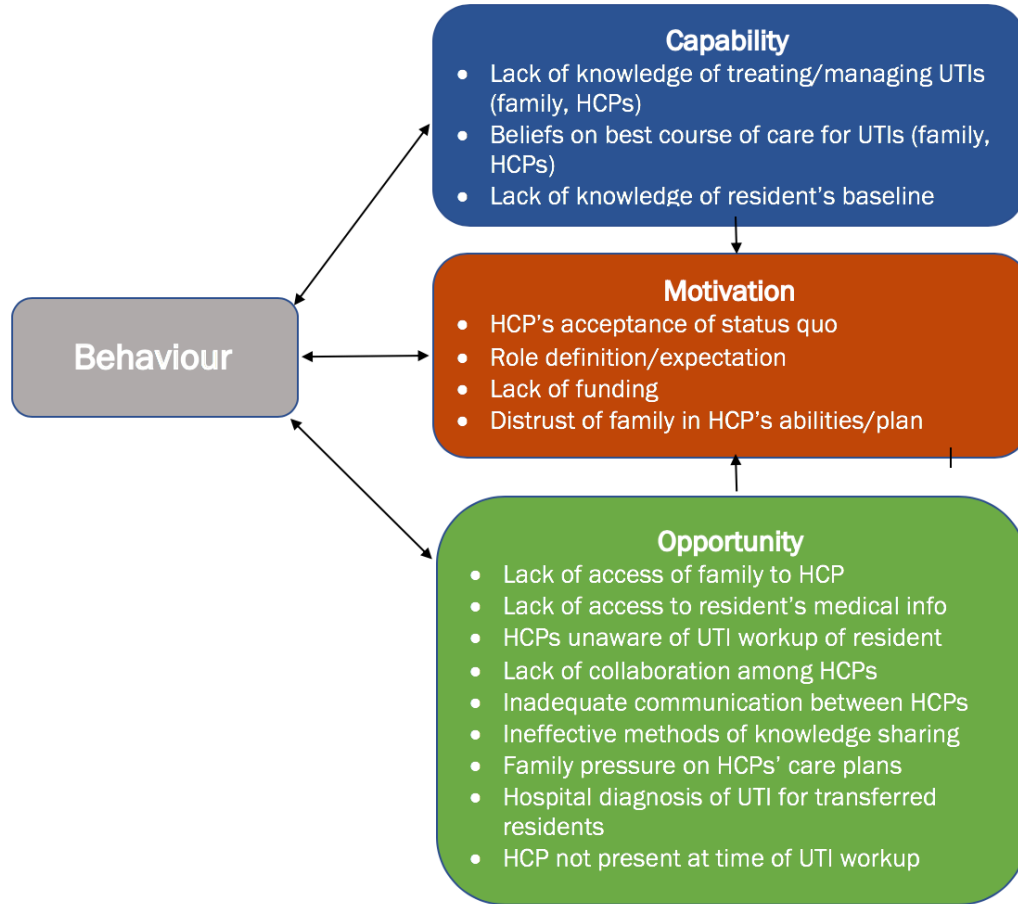 Capability
• Lack of knowledge of treating/managing UTIs
(family, HCPs)
• Beliefs on best course of care for UTIs (family,
HCPs)
• Lack of knowledge of resident's baseline
Behaviour
Motivation
• HCP's acceptance of status quo
• Role definition/expectation
• Lack of funding
• Distrust of family in HCP's abilities/plan
Opportunity
• Lack of access of family to HCP
• Lack of access to resident's medical info
• HCPs unaware of UTI workup of resident
• Lack of collaboration among HCPs
• Inadequate communication between HCPs
• Ineffective methods of knowledge sharing
• Family pressure on HCPs' care plans
• Hospital diagnosis of UTI for transferred
residents
• HCP not present at time of UTI workup